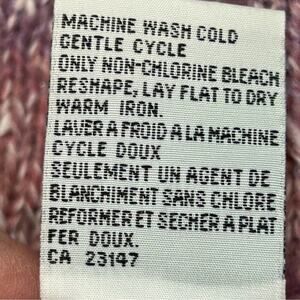 MACHINE WASH COLD
GENTLE CYCLE
ONLY NON-CHLORINE BLEACH
RESHAPE, LAY FLAT TO DRY
WARM IRON.
LAVER A FROID A LA MACHINE
CYCLE DOUX
SEULEMENT UN AGENT DE
BLANCHIMENT SANS CHLORE
REFORMER ET SECHER A PLAT
FER DOUX.
CA 23147